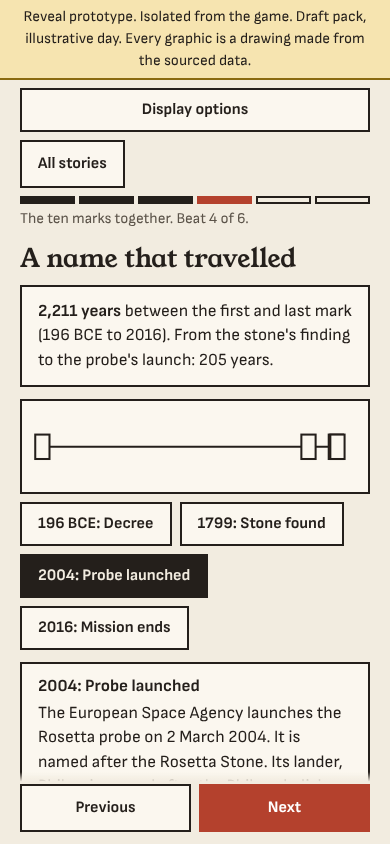 Reveal prototype. Isolated from the game. Draft pack,
illustrative day. Every graphic is a drawing made from
the sourced data.
Display options
All stories
The ten marks together. Beat 4 of 6.
A name that travelled
2,211 years between the first and last mark
(196 BCE to 2016). From the stone's finding
to the probe's launch: 205 years.
196 BCE: Decree
1799: Stone found
2004: Probe launched
2016: Mission ends
2004: Probe launched
The European Space Agency launches the
Rosetta probe on 2 March 2004. It is
named after the Rosetta Stone. Its lander,
Previous
Next